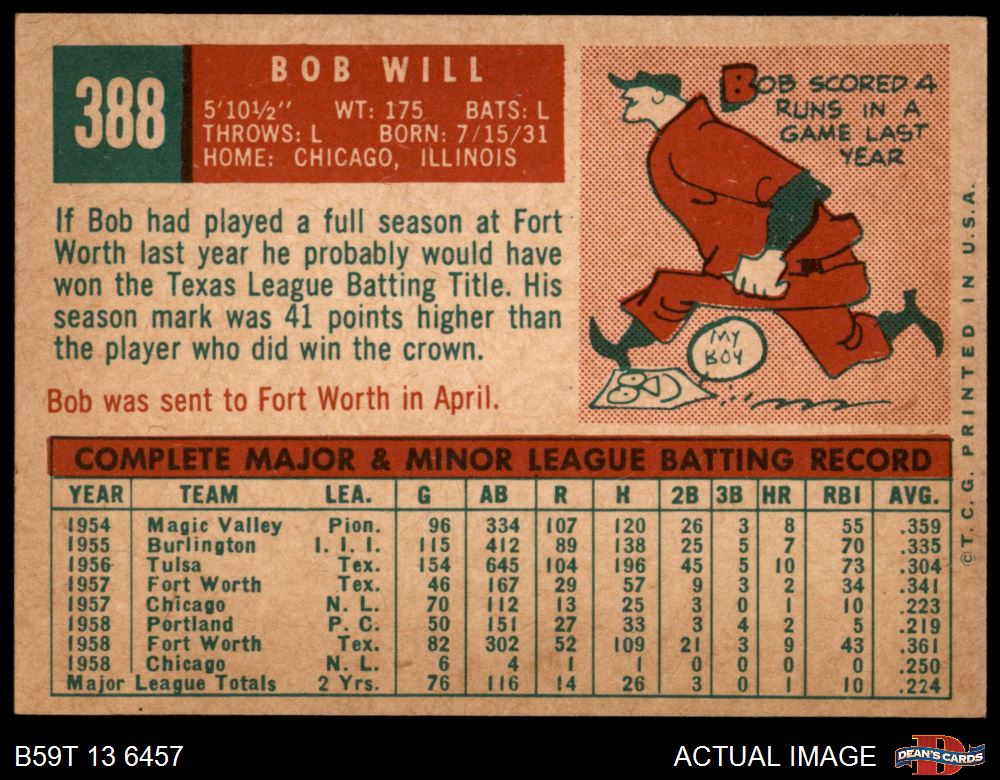 388
BOB WILL
5'10½" WT: 175 BATS: L
THROWS: L BORN: 7/15/31
HOME: CHICAGO, ILLINOIS
BOB SCORED 4
RUNS IN A
GAME LAST
YEAR
MY
BOY
If Bob had played a full season at Fort
Worth last year he probably would have
won the Texas League Batting Title. His
season mark was 41 points higher than
the player who did win the crown.
Bob was sent to Fort Worth in April.
COMPLETE MAJOR & MINOR LEAGUE BATTING RECORD
YEAR TEAM LEA. G AB R H 2B 3B HR RBI AVG.
1954 Magic Valley Pion. 96 334 107 120 26 3 8 55 .359
1955 Burlington I. I. I. 115 412 89 138 25 5 7 70 .335
1956 Tulsa Tex. 154 645 104 196 45 5 10 73 .304
1957 Fort Worth Tex. 46 167 29 57 9 3 2 34 .341
1957 Chicago N. L. 70 112 13 25 3 0 1 10 .223
1958 Portland P. C. 50 151 27 33 3 4 2 5 .219
1958 Fort Worth Tex. 82 302 52 109 21 3 9 43 .361
1958 Chicago N. L. 6 4 1 1 0 0 0 0 .250
Major League Totals 2 Yrs. 76 116 14 26 3 0 1 10 .224
©T. C. G. PRINTED IN U.S.A.
B59T 13 6457
ACTUAL IMAGE
D
DEAN'S CARDS